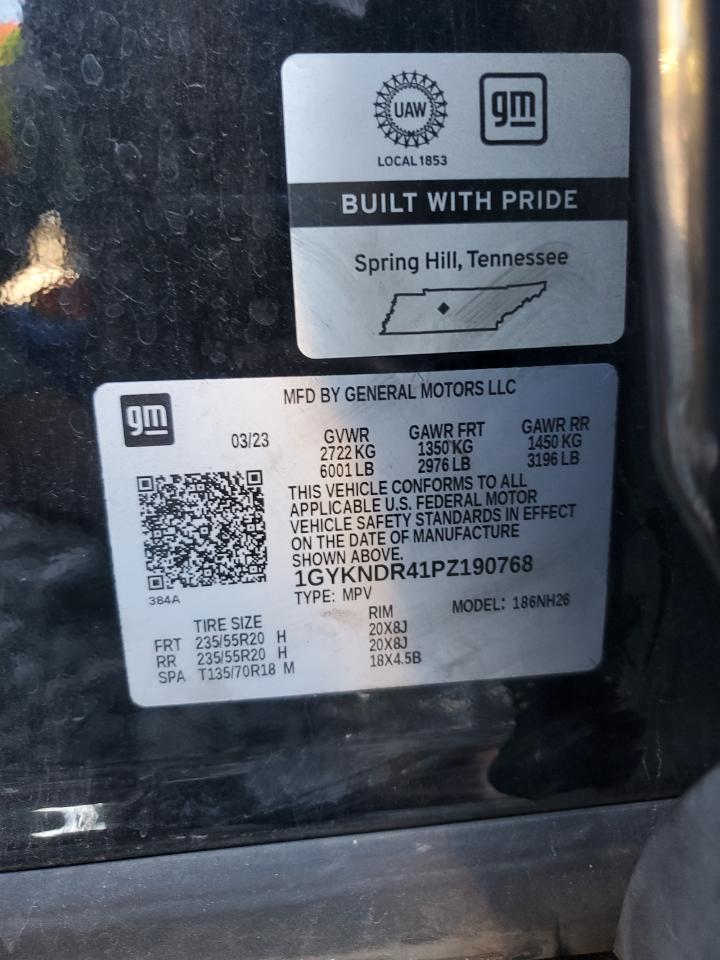 UAW gm
LOCAL 1853
BUILT WITH PRIDE
Spring Hill, Tennessee
gm
MFD BY GENERAL MOTORS LLC
03/23 GVWR GAWR FRT GAWR RR
2722 KG 1350 KG 1450 KG
6001 LB 2976 LB 3196 LB
THIS VEHICLE CONFORMS TO ALL
APPLICABLE U.S. FEDERAL MOTOR
VEHICLE SAFETY STANDARDS IN EFFECT
ON THE DATE OF MANUFACTURE
SHOWN ABOVE.
1GYKNDR41PZ190768
384A
TYPE: MPV MODEL: 186NH26
TIRE SIZE RIM
FRT 235/55R20 H 20X8J
RR 235/55R20 H 20X8J
SPA T135/70R18 M 18X4.5B